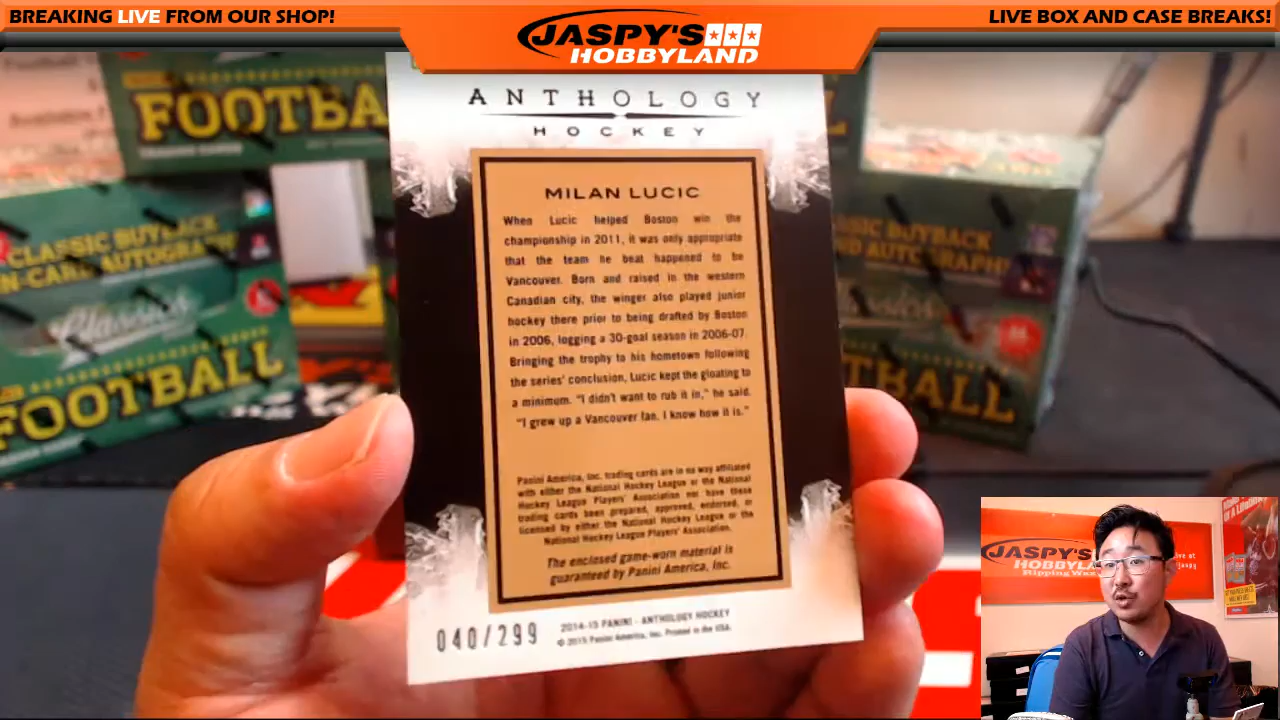 BREAKING LIVE FROM OUR SHOP!
JASPY'S
HOBBYLAND
LIVE BOX AND CASE BREAKS!
FOOTBA
CLASSIC BUYBACK
N-CARD AUTOGRAPH
Classics
FOOTBALL
CLASSIC BUYBACK
AUTOGRAPH
TBALL
ANTHOLOGY
HOCKEY
MILAN LUCIC
When Lucic helped Boston win the
championship in 2011, it was only appropriate
that the team he beat happened to be
Vancouver. Born and raised in the western
Canadian city, the winger also played junior
hockey there prior to being drafted by Boston
in 2006, logging a 30-goal season in 2006-07.
Bringing the trophy to his hometown following
the series' conclusion, Lucic kept the gloating to
a minimum. "I didn't want to rub it in," he said.
"I grew up a Vancouver fan. I know how it is."
Panini America, Inc. trading cards are in no way affiliated
with either the National Hockey League or the National
Hockey League Players' Association nor have these
trading cards been prepared, approved, endorsed, or
licensed by either the National Hockey League or the
National Hockey League Players' Association.
The enclosed game-worn material is
guaranteed by Panini America, Inc.
040/299
2014-15 PANINI - ANTHOLOGY HOCKEY
© 2015 Panini America, Inc. Printed in the USA.
JASPY'S
HOBBYLA